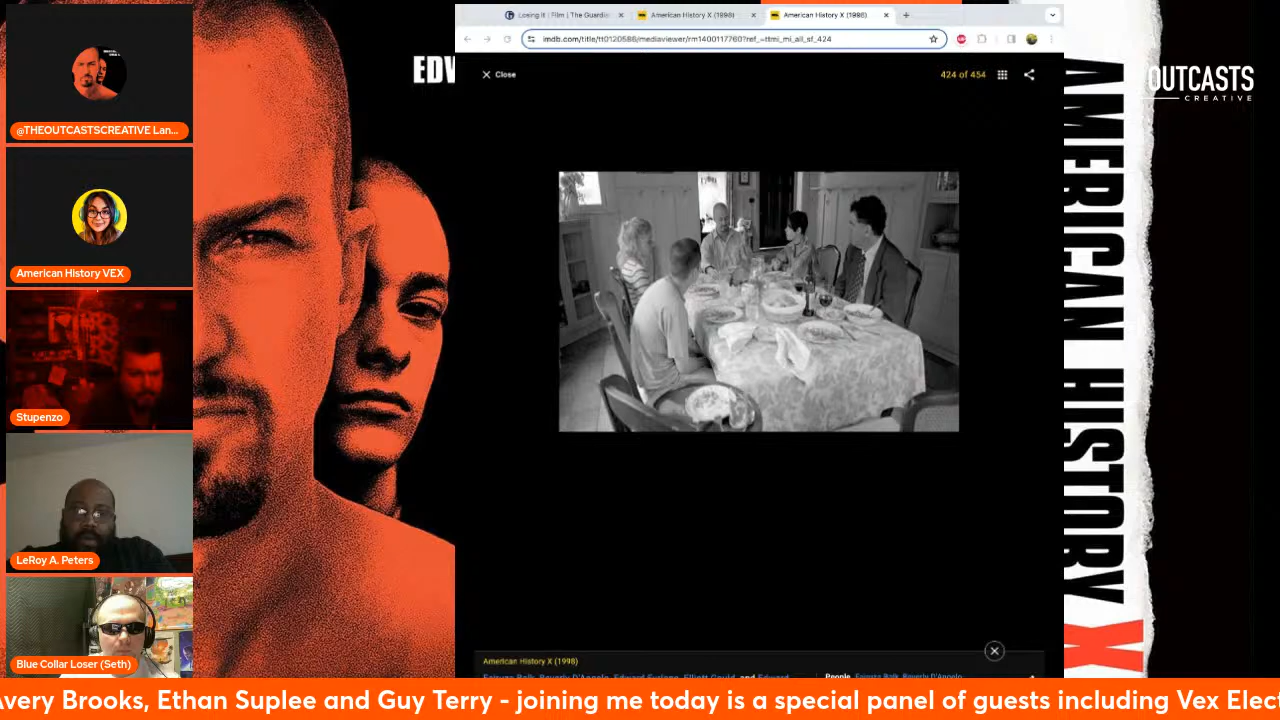 Losing It | Film | The Guardian
American History X (1998)
American History X (1998)
imdb.com/title/tt0120586/mediaviewer/rm1400117760?ref_=ttmi_mi_all_sf_424
Close
424 of 454
EDW
OUTCASTS
CREATIVE
@THEOUTCASTSCREATIVE Lan...
American History VEX
Stupenzo
LeRoy A. Peters
Blue Collar Loser (Seth)
AMERICAN HISTORY X
American History X (1998)
Avery Brooks, Ethan Suplee and Guy Terry - joining me today is a special panel of guests including Vex Elec